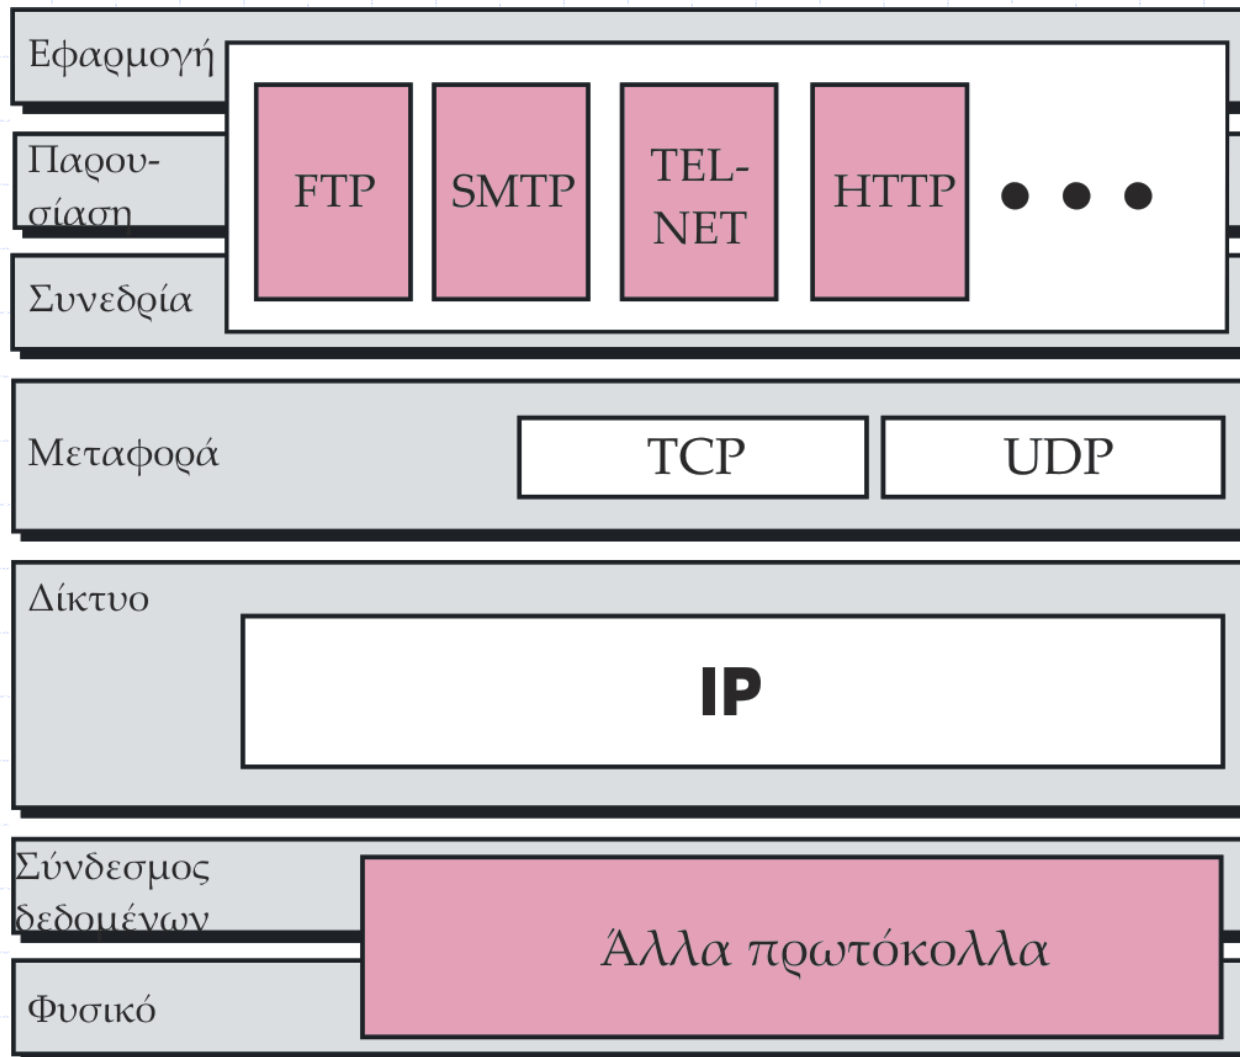 Εφαρμογή
Παρου-
σίαση
Συνεδρία
FTP
SMTP
TEL-
NET
HTTP
Μεταφορά
TCP
UDP
Δίκτυο
IP
Σύνδεσμος
δεδομένων
Άλλα πρωτόκολλα
Φυσικό